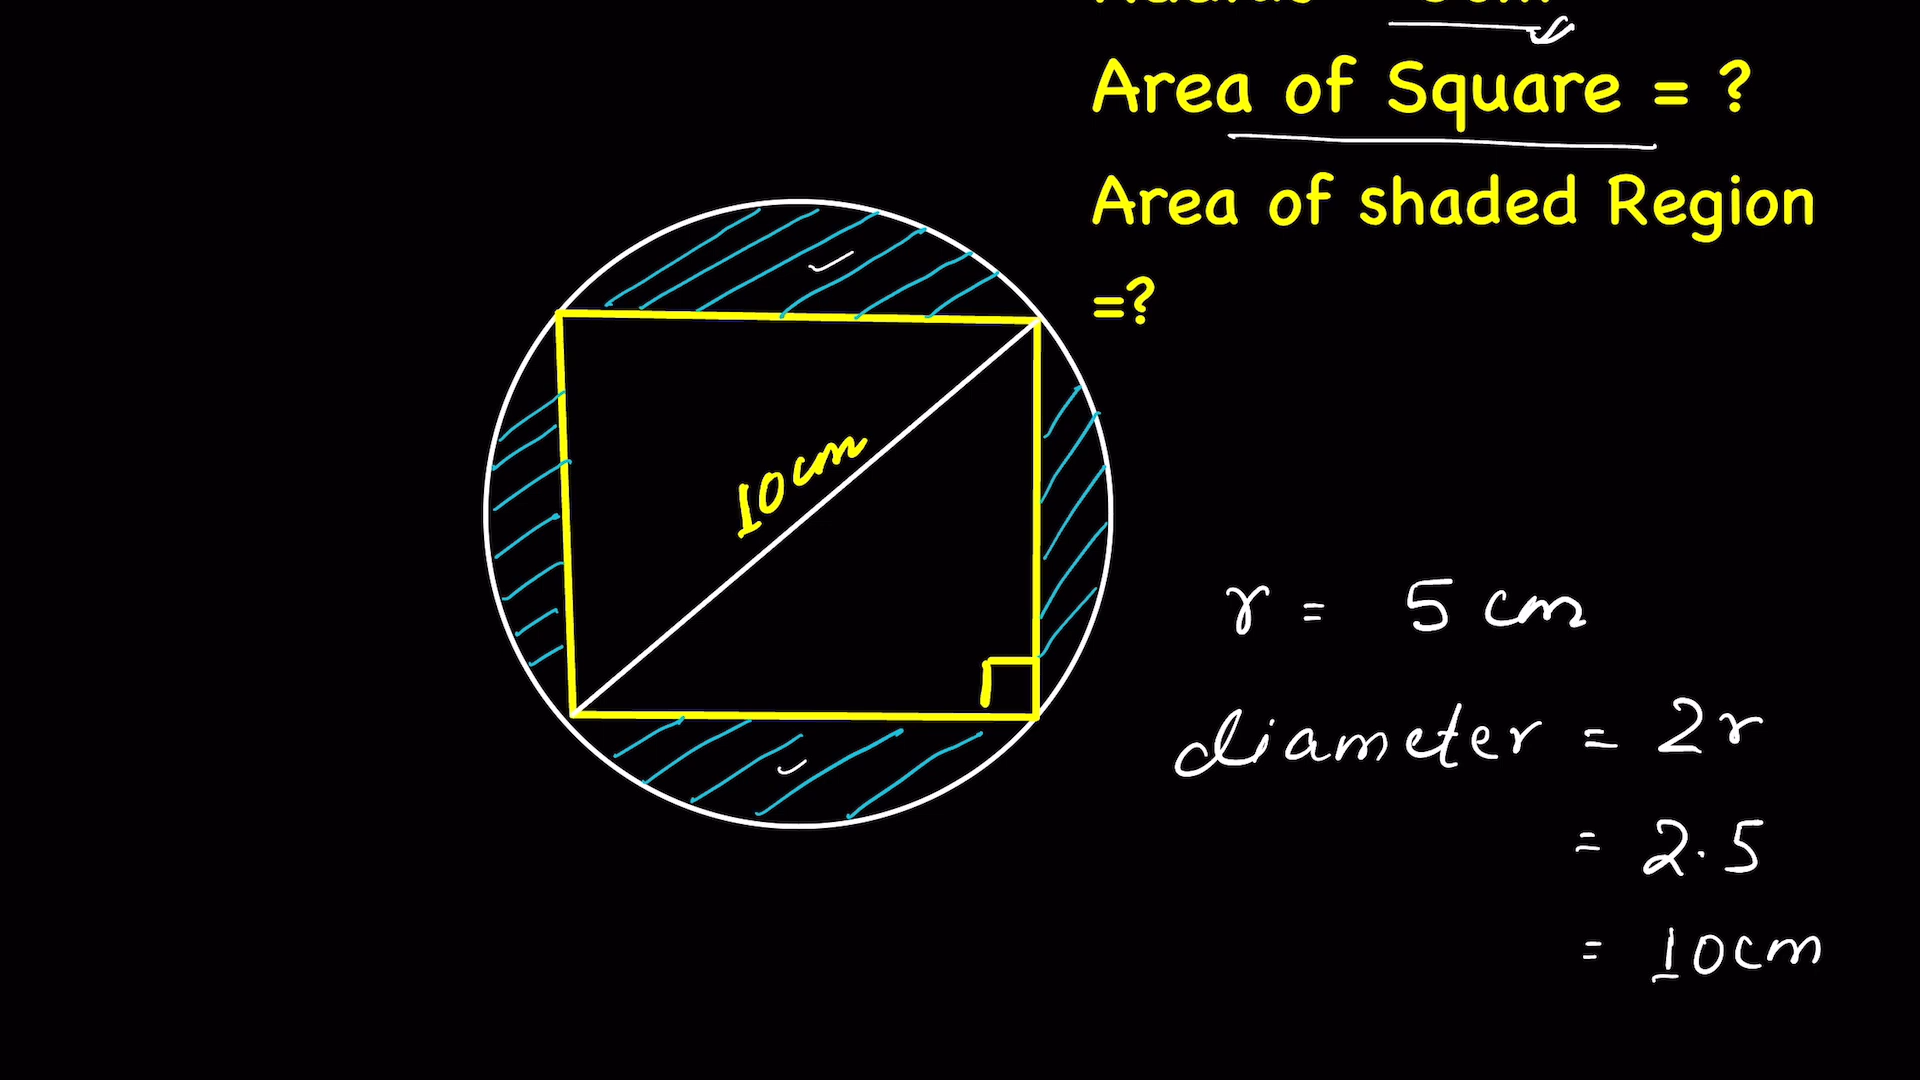 Area of Square = ?
Area of shaded Region
=?
10cm
r = 5 cm
diameter = 2r
= 2.5
= 10cm